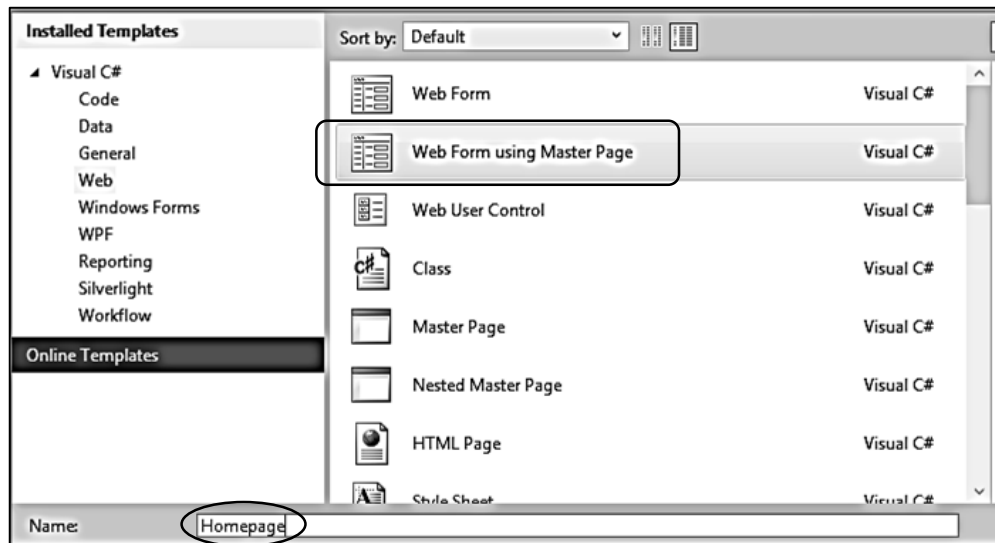 Installed Templates
Sort by: Default
Visual C#
Code
Data
General
Web
Windows Forms
WPF
Reporting
Silverlight
Workflow
Online Templates
Web Form Visual C#
Web Form using Master Page Visual C#
Web User Control Visual C#
C# Class Visual C#
Master Page Visual C#
Nested Master Page Visual C#
HTML Page Visual C#
A Style Sheet Visual C#
Name: Homepage